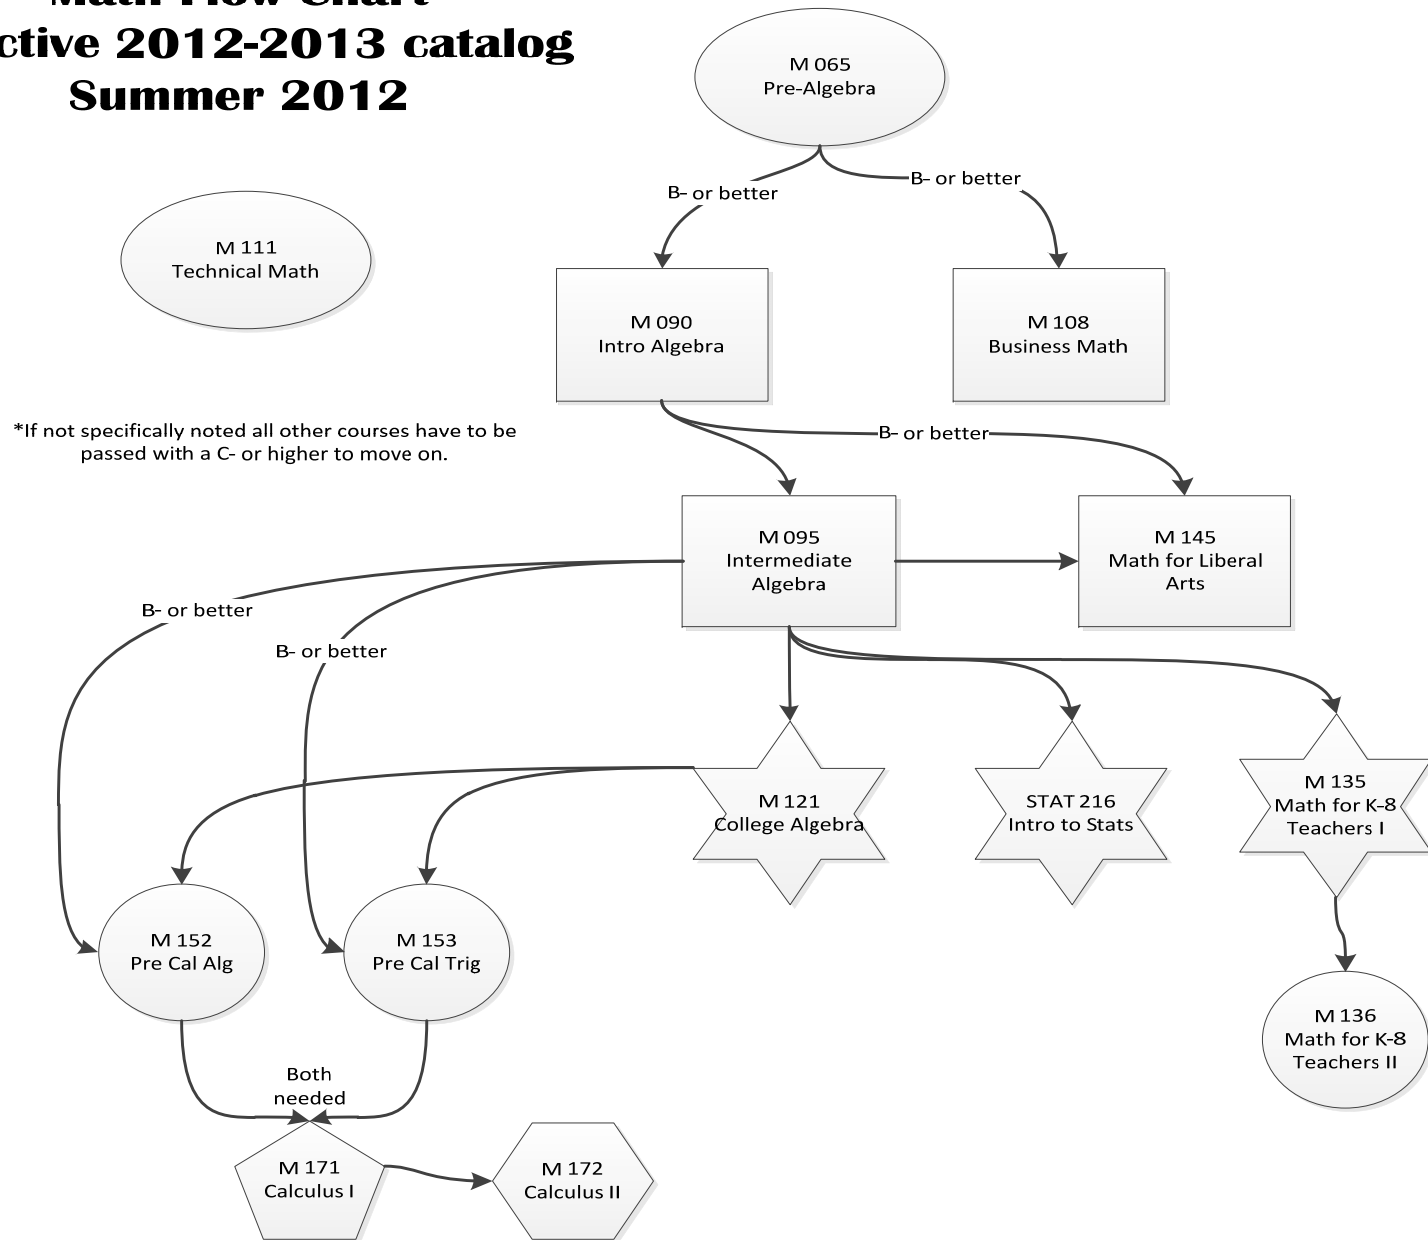 Math Flow Chart
ctive 2012-2013 catalog
Summer 2012
M 065
Pre-Algebra
B- or better
B- or better
M 111
Technical Math
M 090
Intro Algebra
M 108
Business Math
*If not specifically noted all other courses have to be
passed with a C- or higher to move on.
B- or better
M 095
Intermediate
Algebra
M 145
Math for Liberal
Arts
B- or better
B- or better
M 121
College Algebra
STAT 216
Intro to Stats
M 135
Math for K-8
Teachers I
M 152
Pre Cal Alg
M 153
Pre Cal Trig
M 136
Math for K-8
Teachers II
Both
needed
M 171
Calculus I
M 172
Calculus II